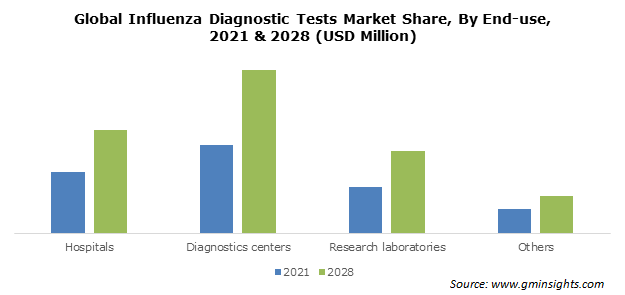 Global Influenza Diagnostic Tests Market Share, By End-use,
2021 & 2028 (USD Million)
Hospitals
Diagnostics centers
Research laboratories
Others
2021
2028
Source: www.gminsights.com